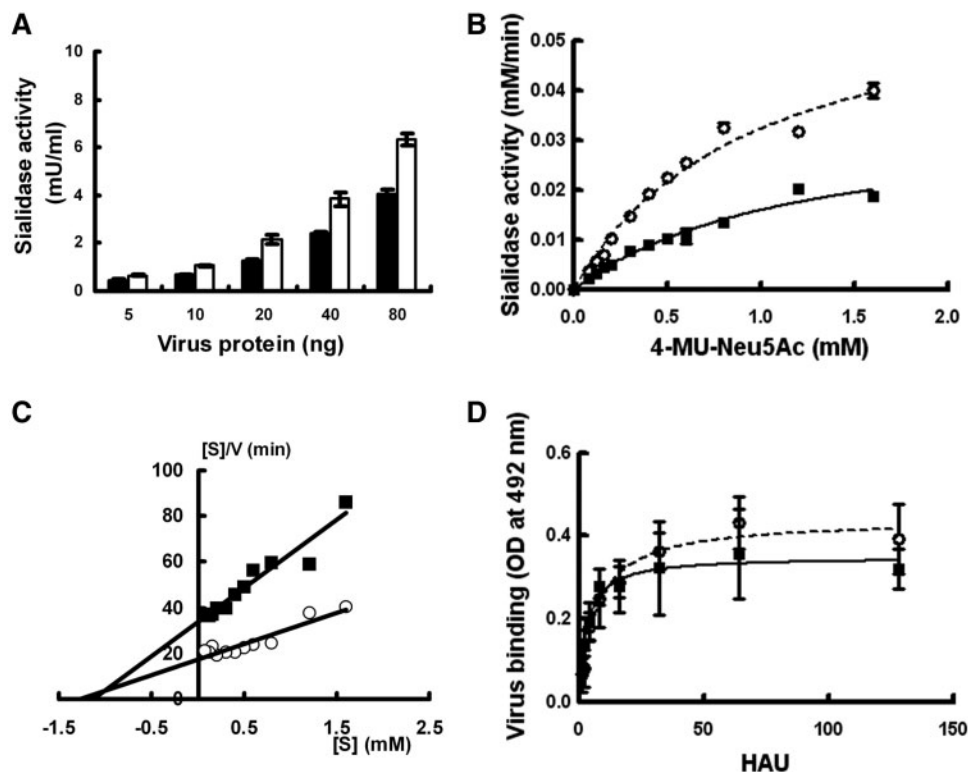 A
Sialidase activity
(mU/ml)
10
8
6
4
2
0
5 10 20 40 80
Virus protein (ng)
B
Sialidase activity (mM/min)
0.05
0.04
0.03
0.02
0.01
0.00
0.0 0.5 1.0 1.5 2.0
4-MU-Neu5Ac (mM)
C
[S]/V (min)
100
80
60
40
20
0
-1.5 -0.5 0.5 1.5 2.5
[S] (mM)
D
Virus binding (OD at 492 nm)
0.6
0.4
0.2
0.0
0 50 100 150
HAU